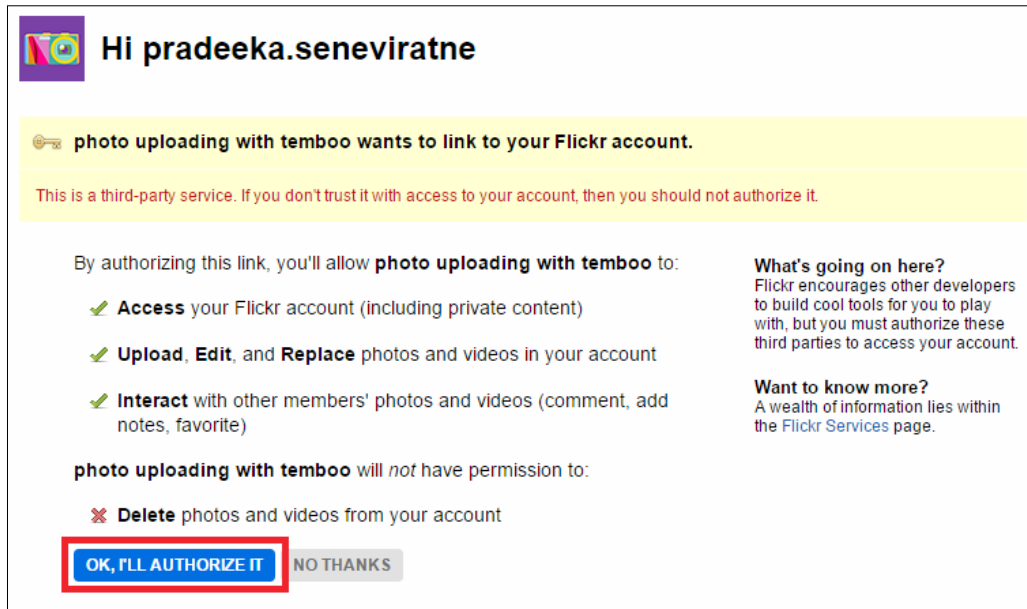 Hi pradeeka.seneviratne
photo uploading with temboo wants to link to your Flickr account.
This is a third-party service. If you don't trust it with access to your account, then you should not authorize it.
By authorizing this link, you'll allow photo uploading with temboo to:
Access your Flickr account (including private content)
Upload, Edit, and Replace photos and videos in your account
Interact with other members' photos and videos (comment, add
notes, favorite)
photo uploading with temboo will not have permission to:
Delete photos and videos from your account
OK, I'LL AUTHORIZE IT
NO THANKS
What's going on here?
Flickr encourages other developers
to build cool tools for you to play
with, but you must authorize these
third parties to access your account.
Want to know more?
A wealth of information lies within
the Flickr Services page.